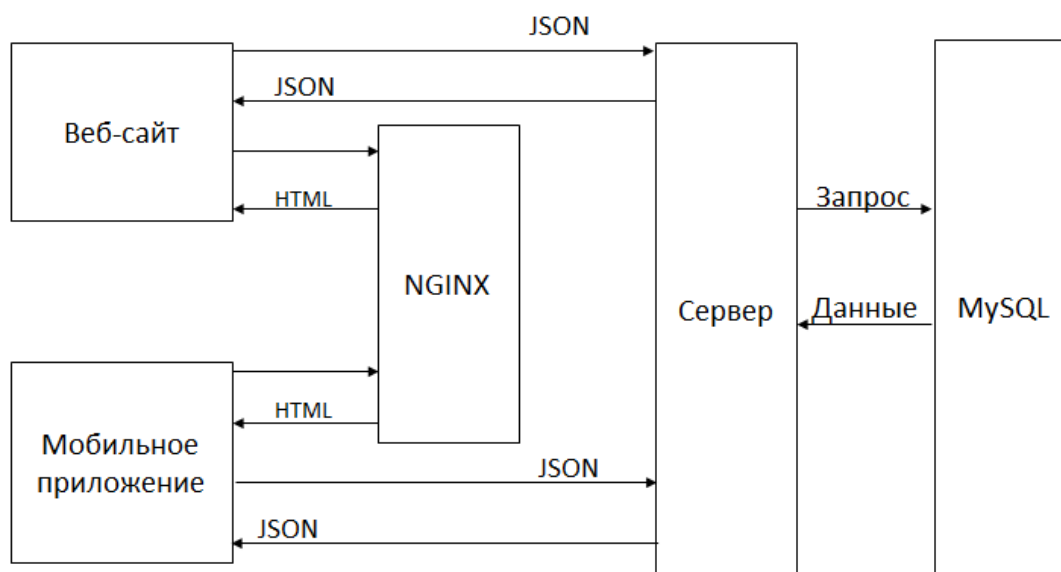 JSON
JSON
Веб-сайт
HTML
NGINX
Запрос
Сервер
Данные
MySQL
HTML
Мобильное
приложение
JSON
JSON